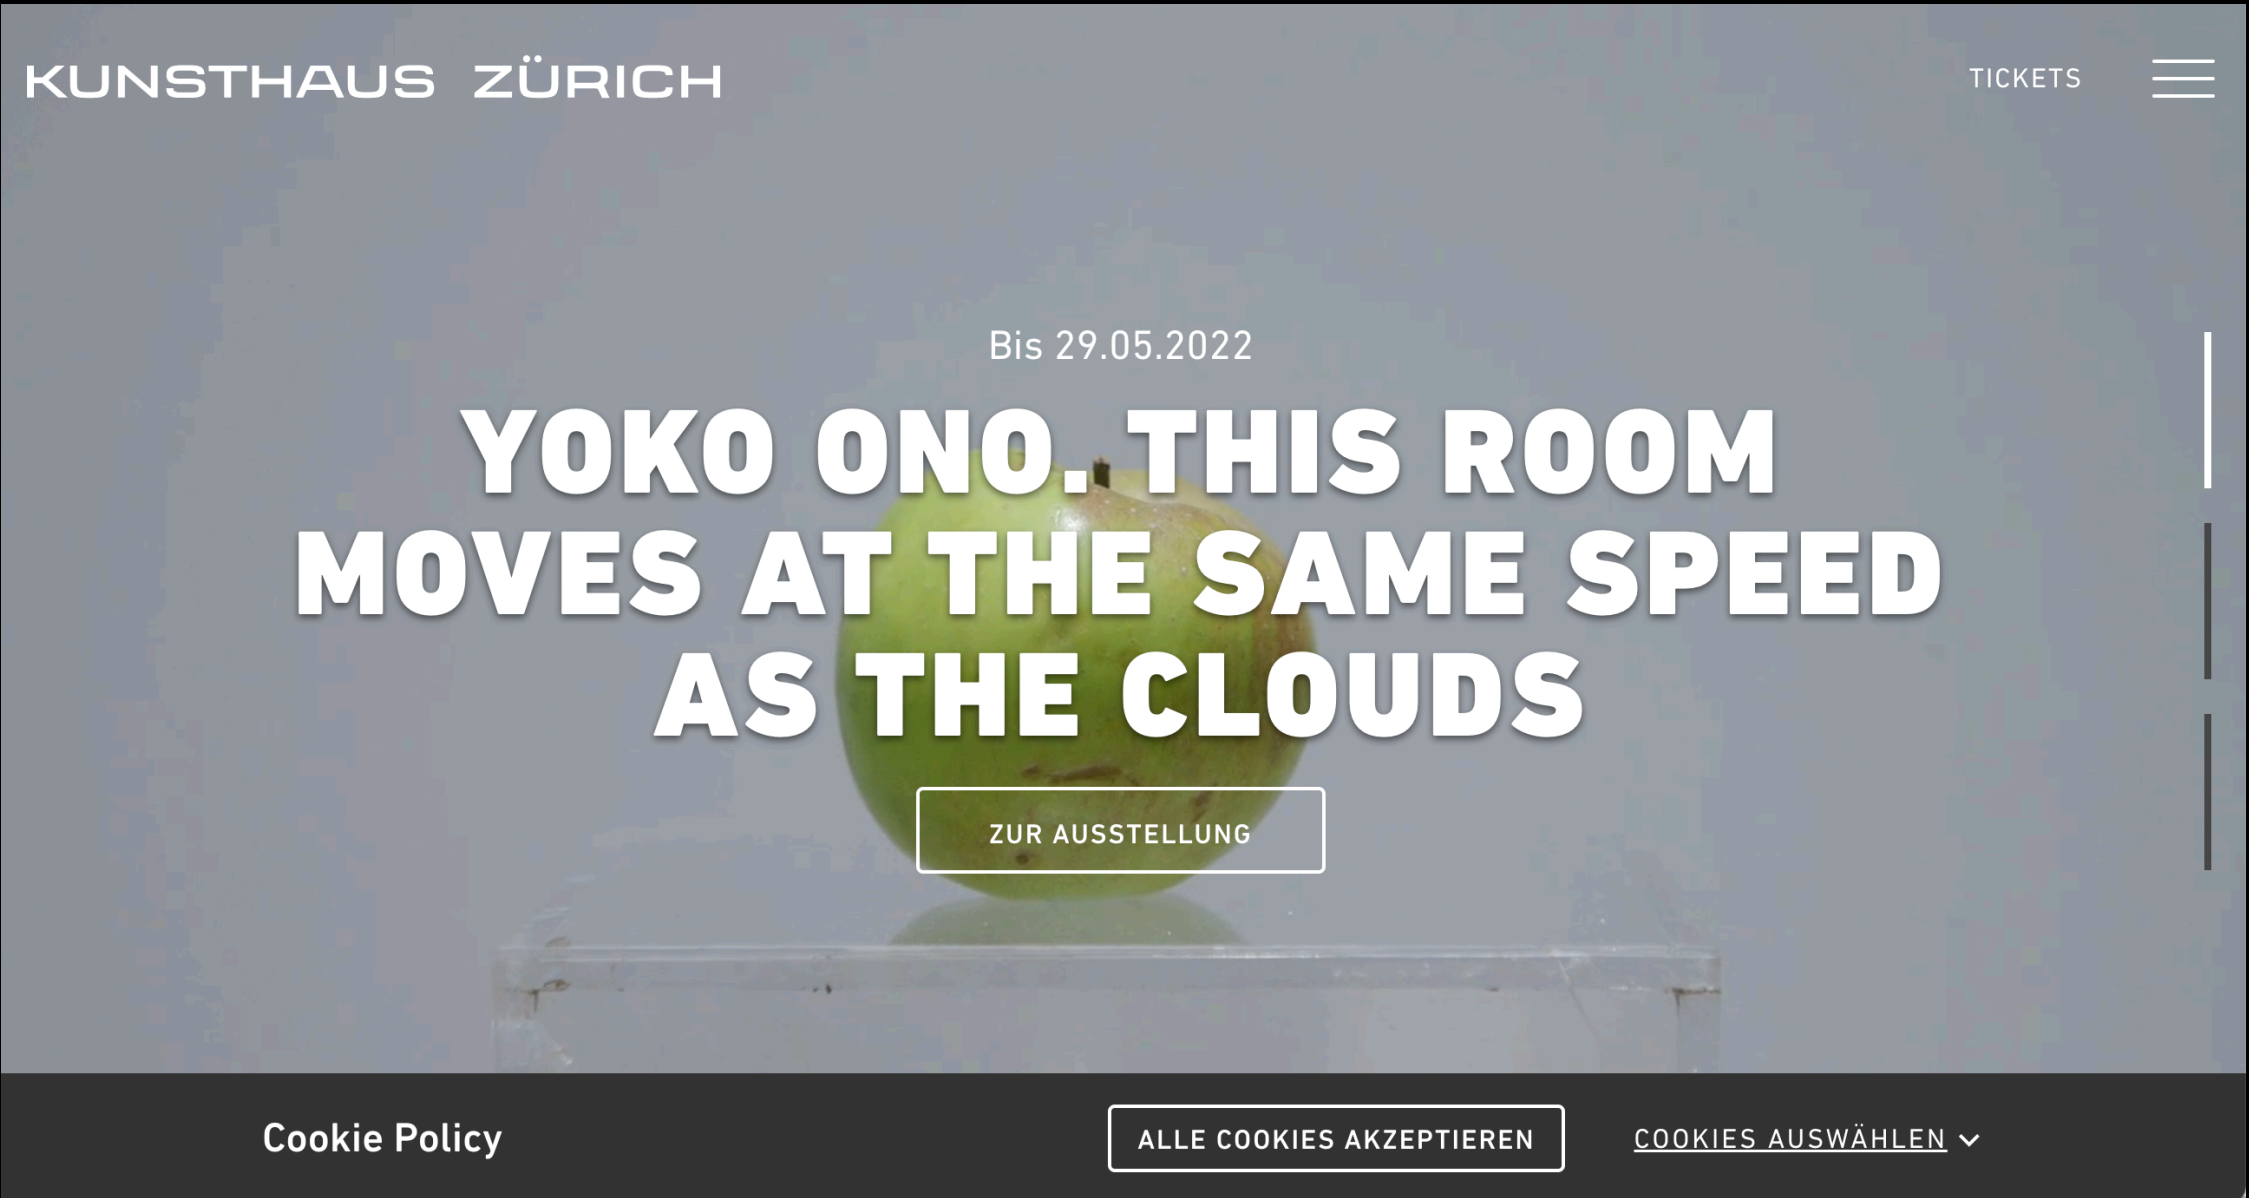 KUNSTHAUS ZÜRICH
TICKETS
Bis 29.05.2022
YOKO ONO. THIS ROOM
MOVES AT THE SAME SPEED
AS THE CLOUDS
ZUR AUSSTELLUNG
Cookie Policy
ALLE COOKIES AKZEPTIEREN
COOKIES AUSWÄHLEN